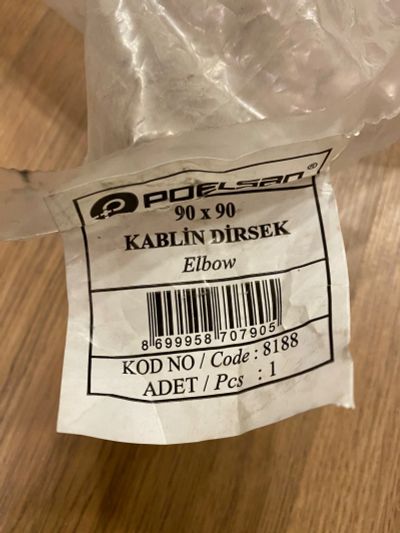 POELSAN ®
90 x 90
KABLİN DİRSEK
Elbow
8 699958 707905
KOD NO / Code : 8188
ADET / Pcs : 1